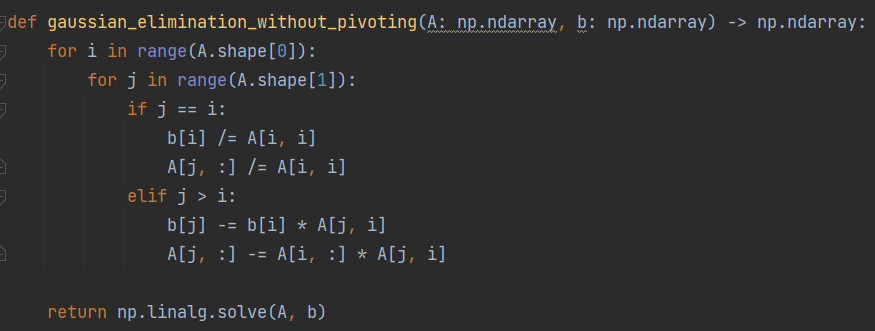 def gaussian_elimination_without_pivoting(A: np.ndarray, b: np.ndarray) -> np.ndarray:
    for i in range(A.shape[0]):
        for j in range(A.shape[1]):
            if j == i:
                b[i] /= A[i, i]
                A[j, :] /= A[i, i]
            elif j > i:
                b[j] -= b[i] * A[j, i]
                A[j, :] -= A[i, :] * A[j, i]
    return np.linalg.solve(A, b)